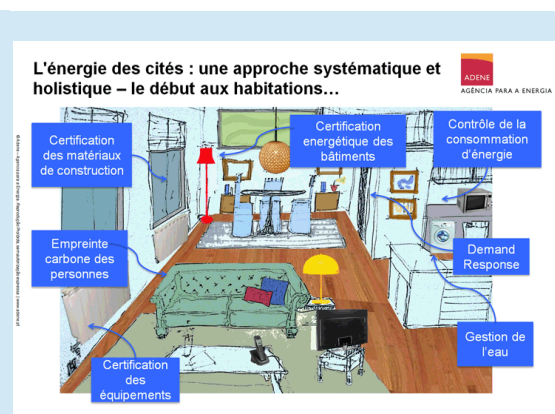 L'énergie des cités : une approche systématique et
holistique – le début aux habitations…
ADENE
AGÊNCIA PARA A ENERGIA
Certification
des matériaux
de construction
Certification
energétique des
bâtiments
Contrôle de la
consommation
d'énergie
Empreinte
carbone des
personnes
Demand
Response
Gestion de
l'eau
Certification
des
équipements